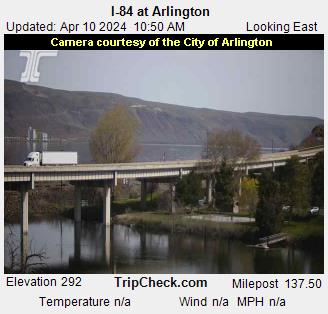 I-84 at Arlington
Updated: Apr 10 2024 10:50 AM Looking East
Camera courtesy of the City of Arlington
Elevation 292 TripCheck.com Milepost 137.50
Temperature n/a Wind n/a MPH n/a